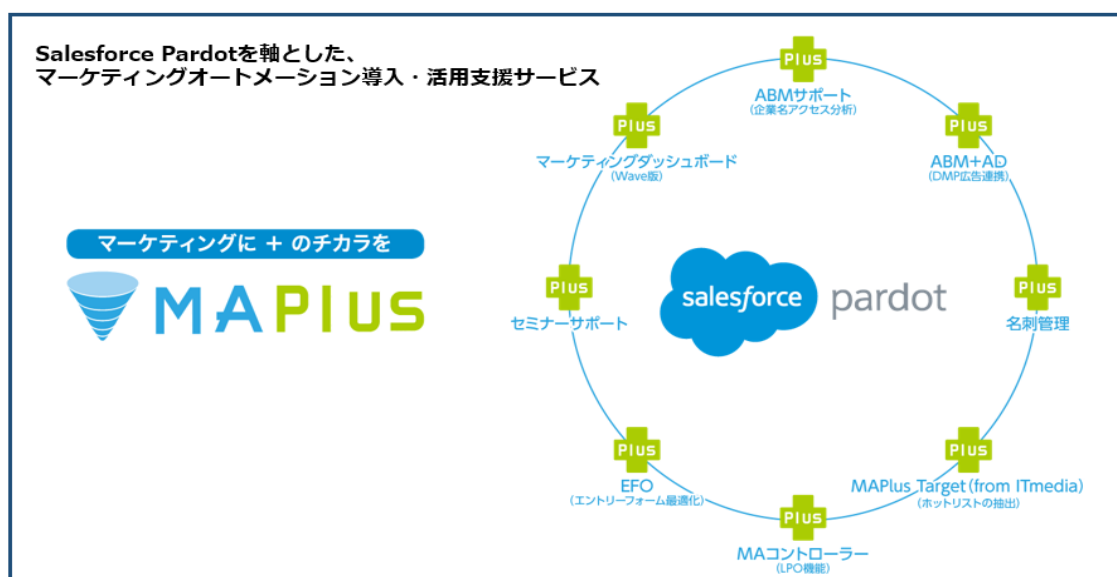 Salesforce Pardotを軸とした、
マーケティングオートメーション導入・活用支援サービス
マーケティングに + のチカラを
MAPlus
salesforce pardot
Plus
ABMサポート
(企業名アクセス分析)
Plus
ABM+AD
(DMP広告連携)
Plus
名刺管理
Plus
MAPlus Target(from ITmedia)
(ホットリストの抽出)
Plus
MAコントローラー
(LPO機能)
Plus
EFO
(エントリーフォーム最適化)
Plus
セミナーサポート
Plus
マーケティングダッシュボード
(Wave版)